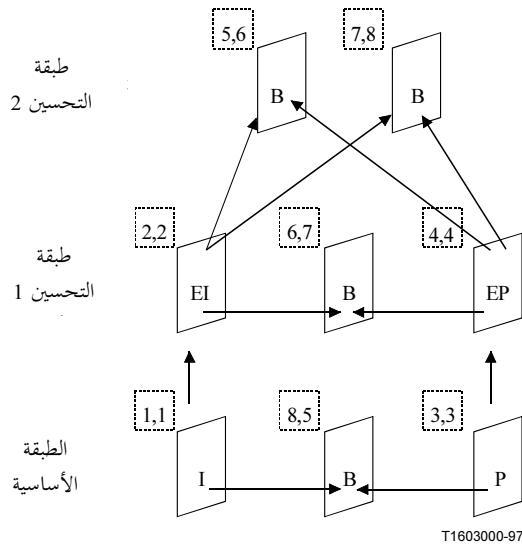 5,6
7,8
طبقة
التحسين 2
B
B
2,2
6,7
4,4
طبقة
التحسين 1
EI
B
EP
1,1
8,5
3,3
الطبقة
الأساسية
I
B
P
T1603000-97